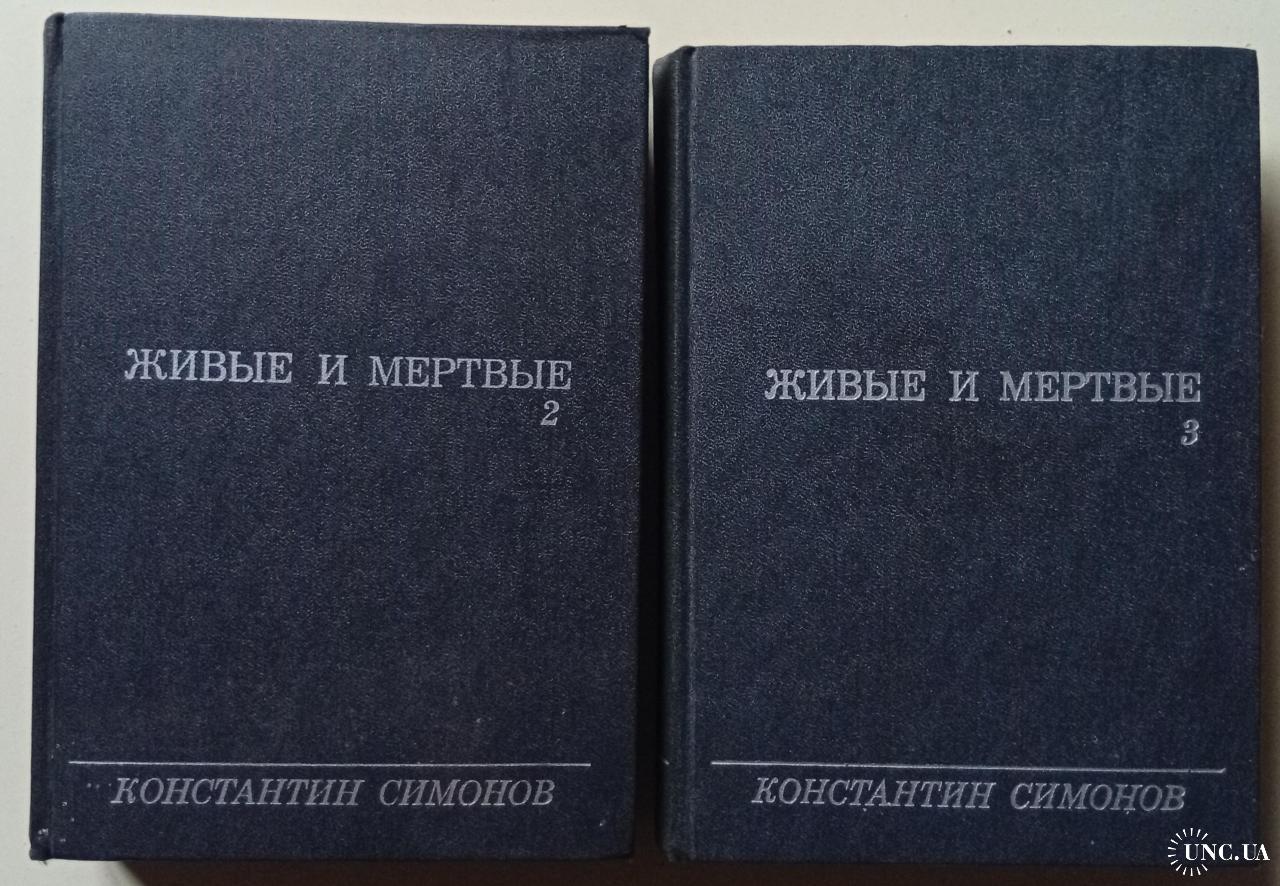 ЖИВЫЕ И МЕРТВЫЕ
2
КОНСТАНТИН СИМОНОВ
ЖИВЫЕ И МЕРТВЫЕ
3
КОНСТАНТИН СИМОНОВ
UNC.UA